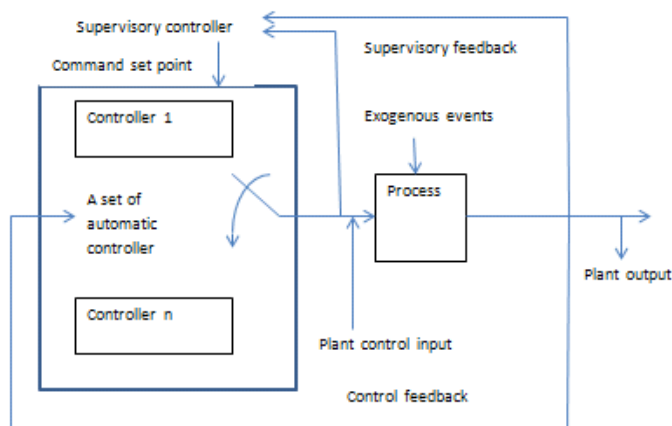 Supervisory controller
Supervisory feedback
Command set point
Controller 1
Exogenous events
Process
A set of
automatic
controller
Plant output
Controller n
Plant control input
Control feedback